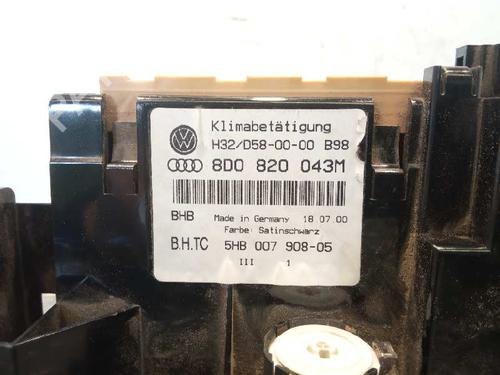 Klimabetätigung
H32/D58-00-00 B98
8D0 820 043M
BHB Made in Germany 18.07.00
Farbe: Satinschwarz
B.H.TC 5HB 007 908-05
III 1